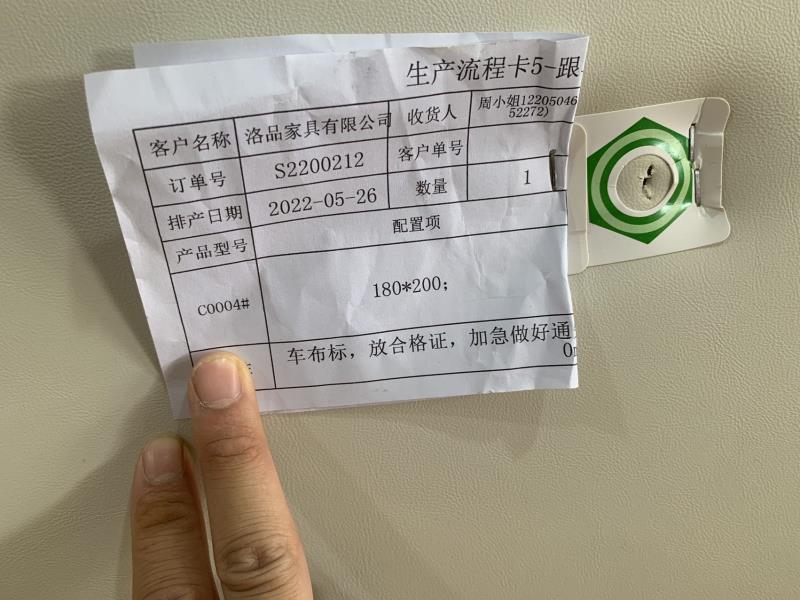 生产流程卡5-跟
客户名称 洛品家具有限公司 收货人 周小姐12205046
52272)
订单号 S2200212 客户单号
排产日期 2022-05-26 数量 1
产品型号 配置项
C0004# 180*200;
车布标，放合格证，加急做好通
0